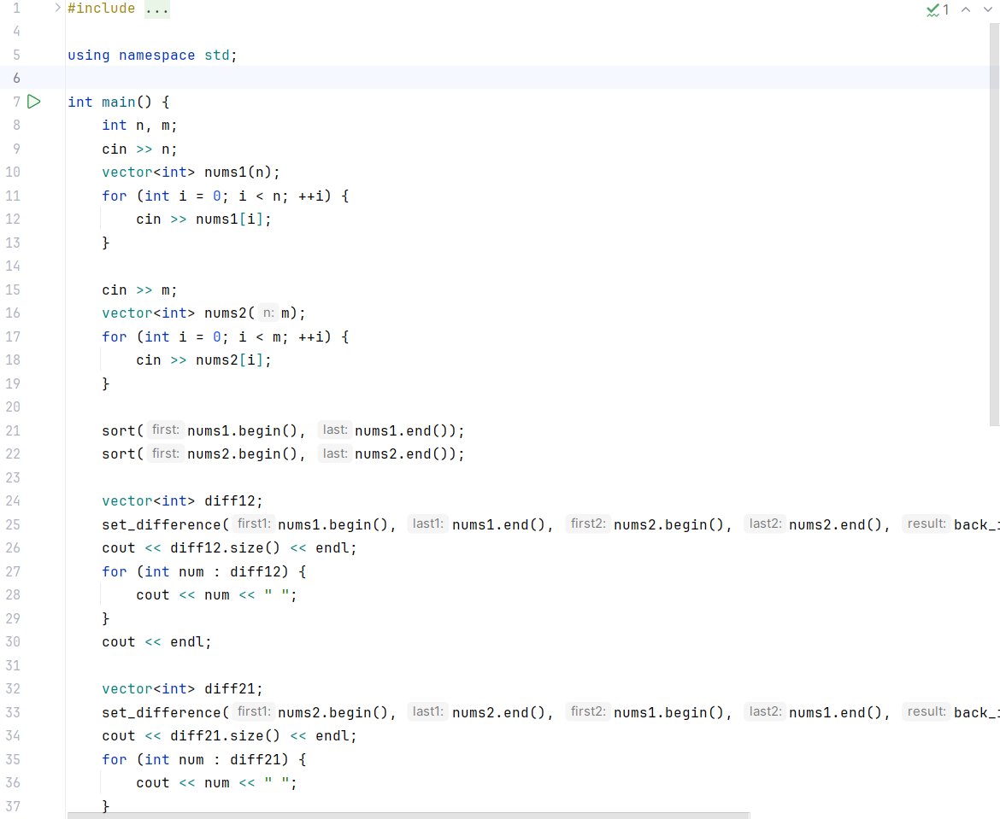 1 #include ...
4
5 using namespace std;
6
7 int main() {
8 int n, m;
9 cin >> n;
10 vector<int> nums1(n);
11 for (int i = 0; i < n; ++i) {
12 cin >> nums1[i];
13 }
14
15 cin >> m;
16 vector<int> nums2( n: m);
17 for (int i = 0; i < m; ++i) {
18 cin >> nums2[i];
19 }
20
21 sort( first: nums1.begin(), last: nums1.end());
22 sort( first: nums2.begin(), last: nums2.end());
23
24 vector<int> diff12;
25 set_difference( first1: nums1.begin(), last1: nums1.end(), first2: nums2.begin(), last2: nums2.end(), result: back_
26 cout << diff12.size() << endl;
27 for (int num : diff12) {
28 cout << num << " ";
29 }
30 cout << endl;
31
32 vector<int> diff21;
33 set_difference( first1: nums2.begin(), last1: nums2.end(), first2: nums1.begin(), last2: nums1.end(), result: back_
34 cout << diff21.size() << endl;
35 for (int num : diff21) {
36 cout << num << " ";
37 }
1